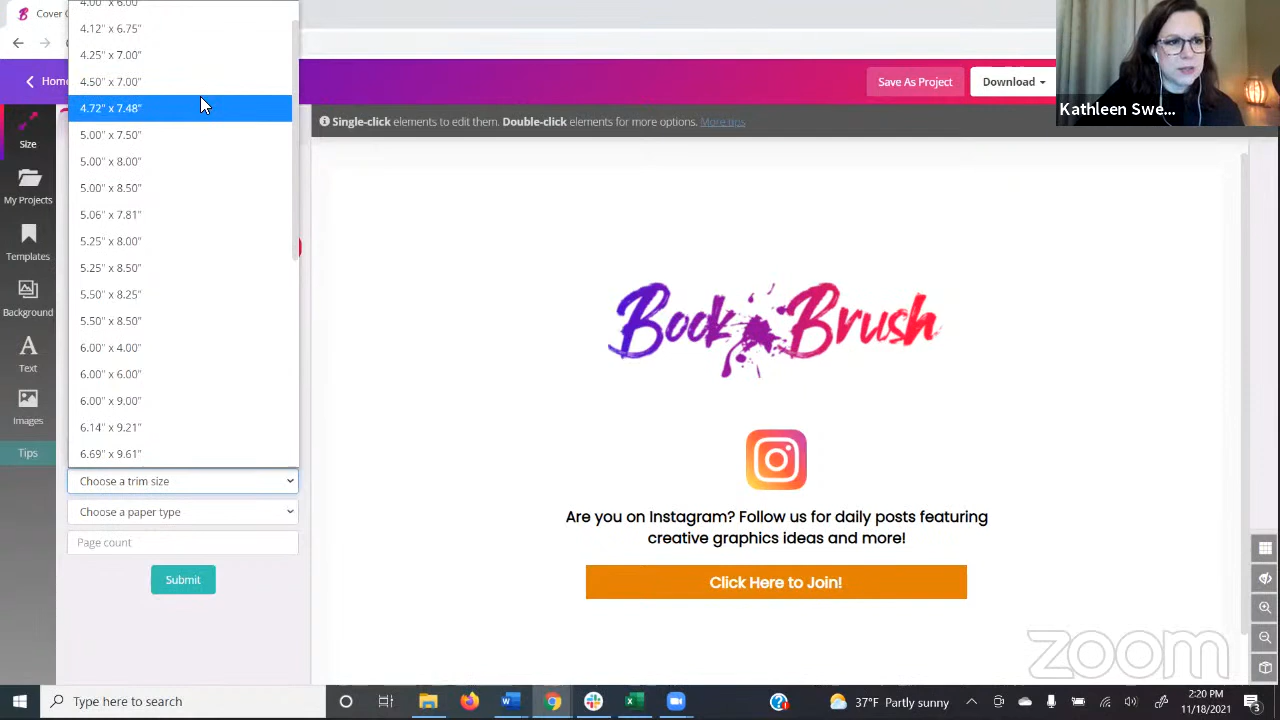 Cover
4.00" x 6.00"
4.12" x 6.75"
4.25" x 7.00"
4.50" x 7.00"
4.72" x 7.48"
5.00" x 7.50"
5.00" x 8.00"
5.00" x 8.50"
5.06" x 7.81"
5.25" x 8.00"
5.25" x 8.50"
5.50" x 8.25"
5.50" x 8.50"
6.00" x 4.00"
6.00" x 6.00"
6.00" x 9.00"
6.14" x 9.21"
6.69" x 9.61"
Choose a trim size
Choose a paper type
Page count
Submit
Home
Size
My Projects
Templates
Background
Text
Images
Tips
Save As Project
Download
Single-click elements to edit them. Double-click elements for more options. More tips
Kathleen Swe...
Book Brush
Are you on Instagram? Follow us for daily posts featuring
creative graphics ideas and more!
Click Here to Join!
zoom
Type here to search
37°F Partly sunny
2:20 PM
11/18/2021
3